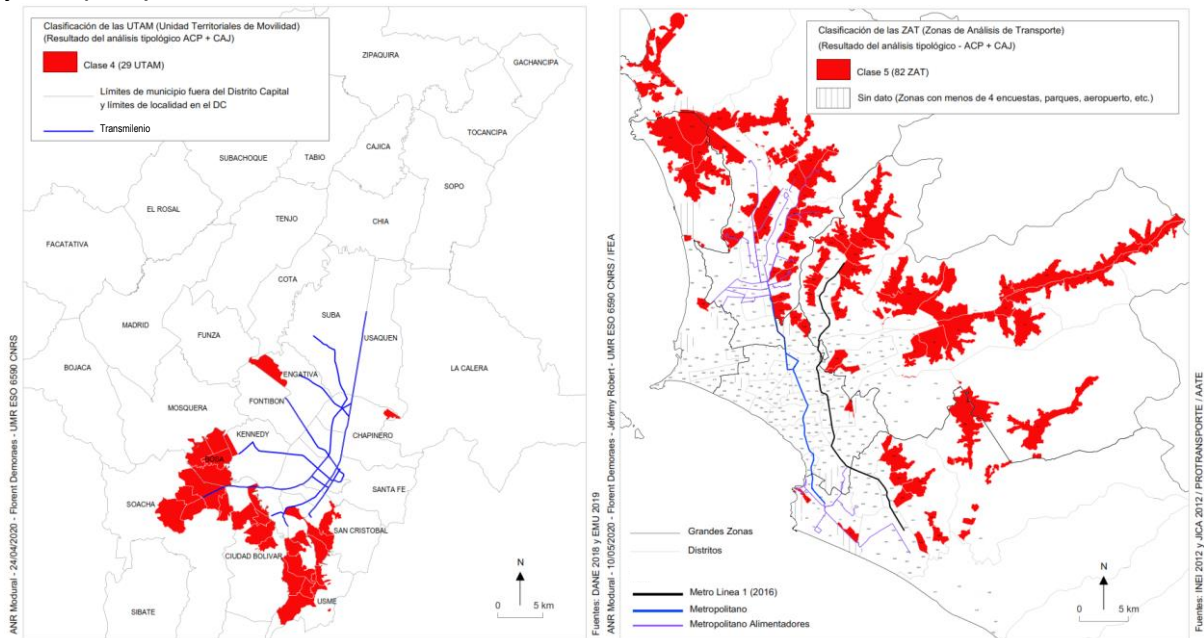 Clasificación de las UTAM (Unidad Territoriales de Movilidad)
(Resultado del análisis tipológico ACP + CAJ)
Clase 4 (29 UTAM)
Límites de municipio fuera del Distrito Capital
y límites de localidad en el DC
Transmilenio
ZIPAQUIRA
GACHANCIPA
TOCANCIPA
CAJICA
SUBACHOQUE
TABIO
SOPO
EL ROSAL
TENJO
CHIA
FACATATIVA
COTA
SUBA
MADRID
FUNZA
USAQUEN
BOJACA
LA CALERA
ENGATIVA
MOSQUERA
FONTIBON
KENNEDY
CHAPINERO
BOSA
SANTA FE
SOACHA
SAN CRISTOBAL
CIUDAD BOLIVAR
USME
SIBATE
N
0 5 km
ANR Modural - 24/04/2020 - Florent Demoraes - UMR ESO 6590 CNRS
Fuentes: DANE 2018 y EMU 2019
Clasificación de las ZAT (Zonas de Análisis de Transporte)
(Resultado del análisis tipológico - ACP + CAJ)
Clase 5 (82 ZAT)
Sin dato (Zonas con menos de 4 encuestas, parques, aeropuerto, etc.)
Grandes Zonas
Distritos
Metro Linea 1 (2016)
Metropolitano
Metropolitano Alimentadores
N
0 5 km
ANR Modural - 10/05/2020 - Florent Demoraes - Jérémy Robert - UMR ESO 6590 CNRS / IFEA
Fuentes: INEI 2012 y JICA 2012 / PROTRANSPORTE / AATE